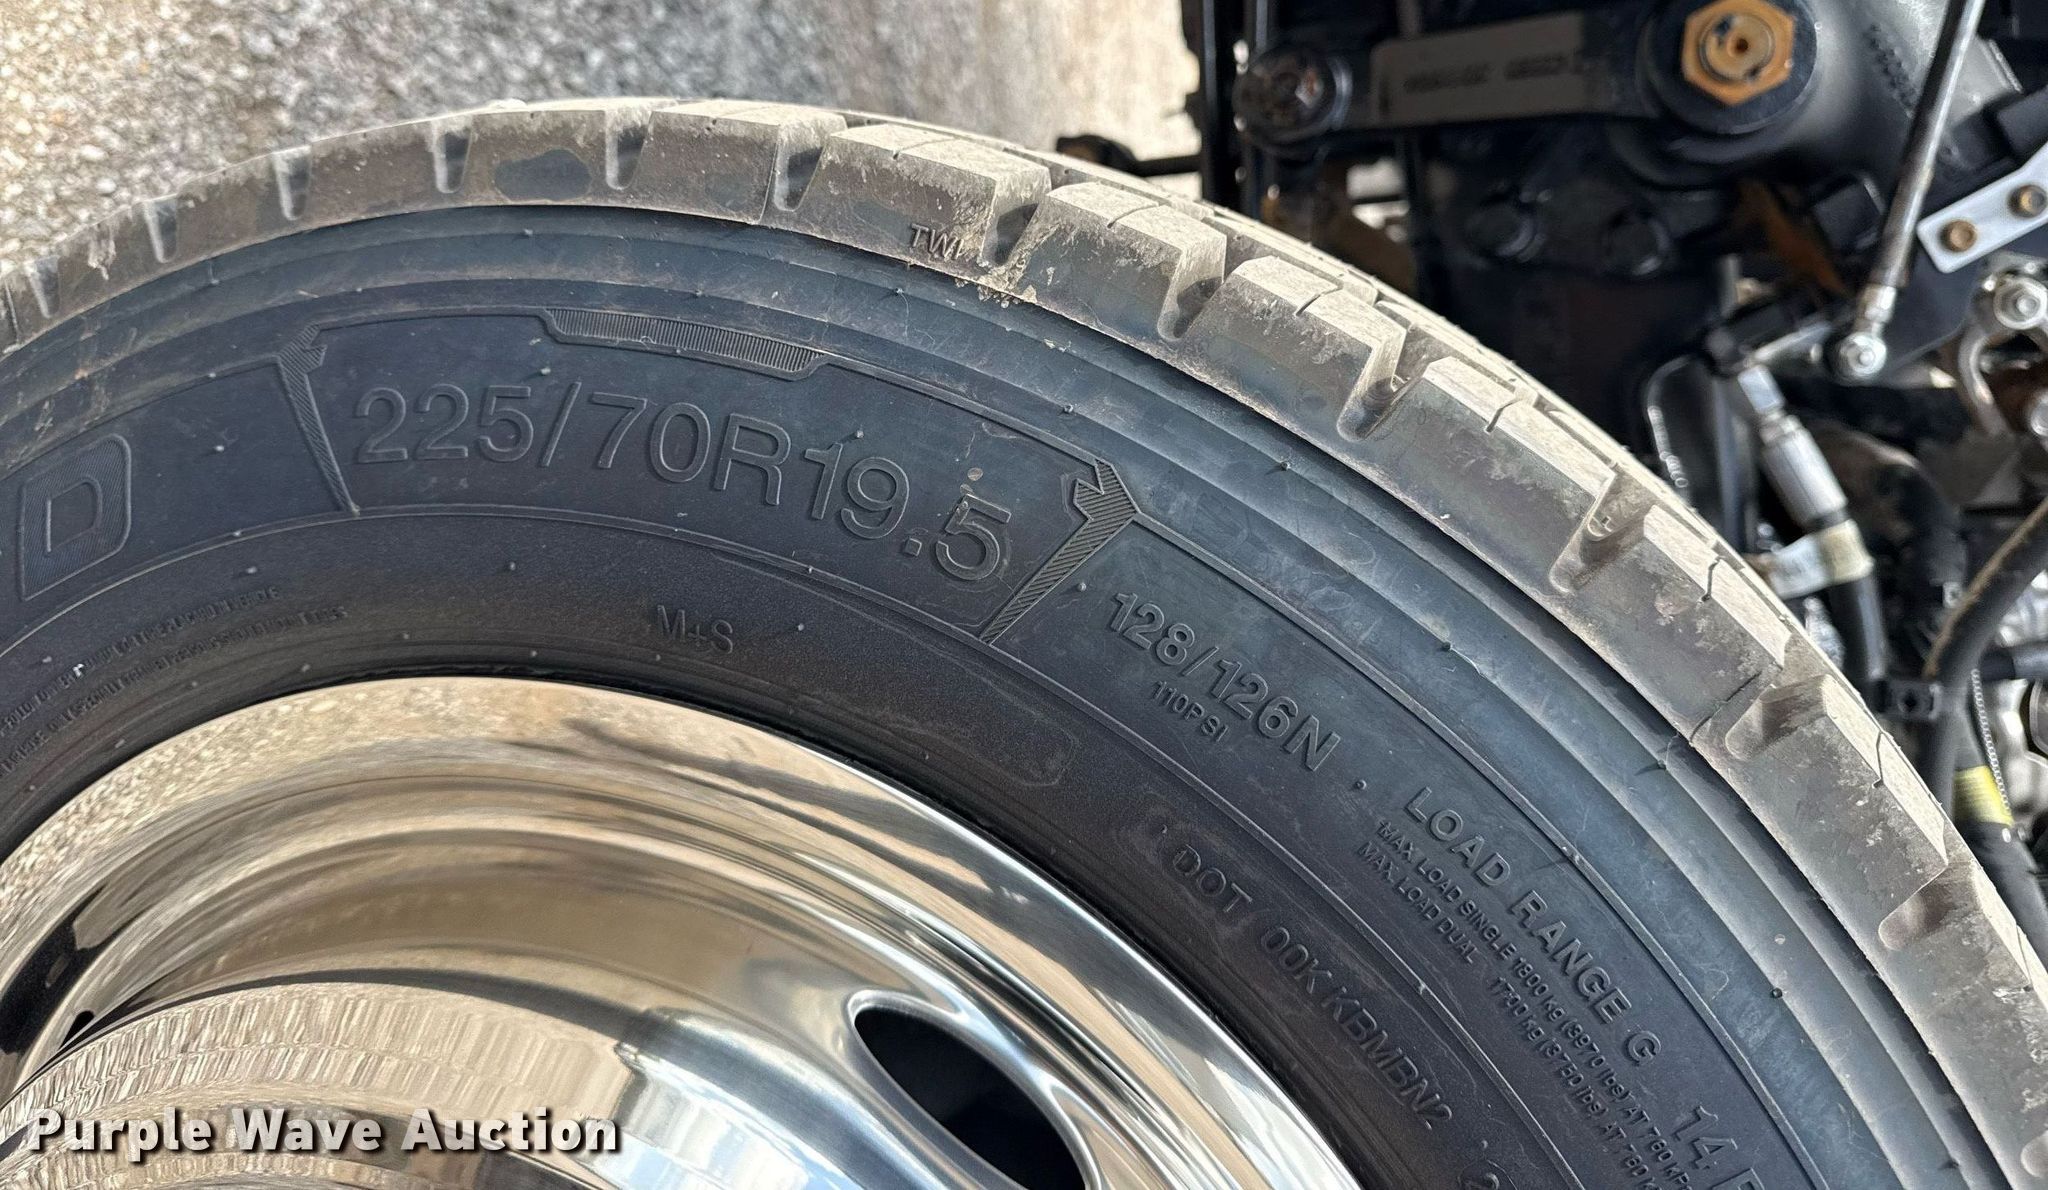 TWI
225/70R19.5
M+S
128/126N . LOAD RANGE G 14
110PSI
MAX. LOAD SINGLE 1800 kg (3970 lbs) AT 760 kPa
MAX. LOAD DUAL 1700 kg (3750 lbs) AT 760
DOT 00K KBMBN2
D
Purple Wave Auction